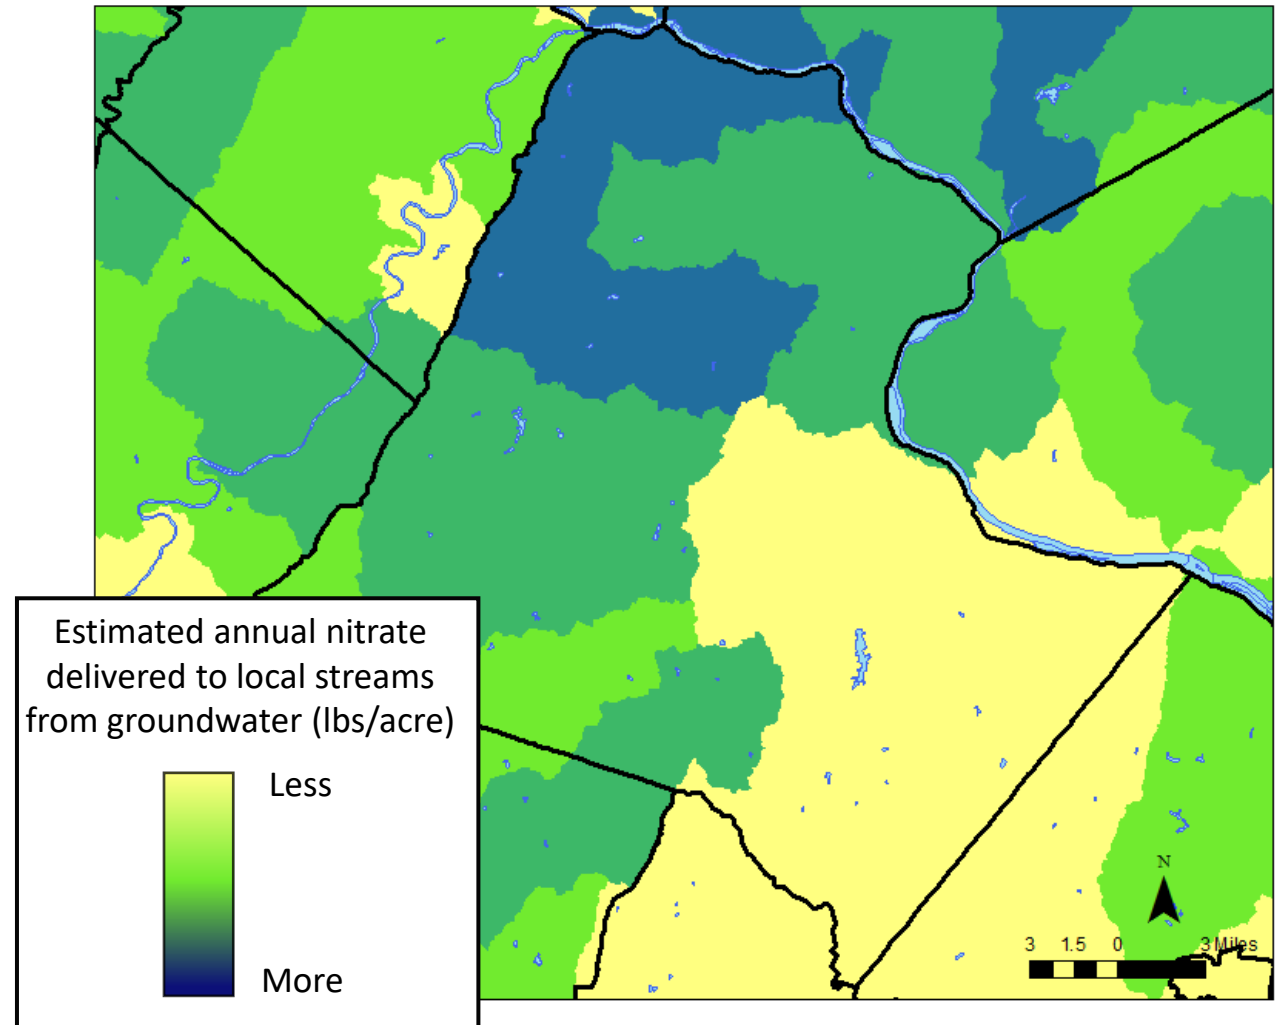 Estimated annual nitrate
delivered to local streams
from groundwater (lbs/acre)
Less
More
N
3 1.5 0 3 Miles